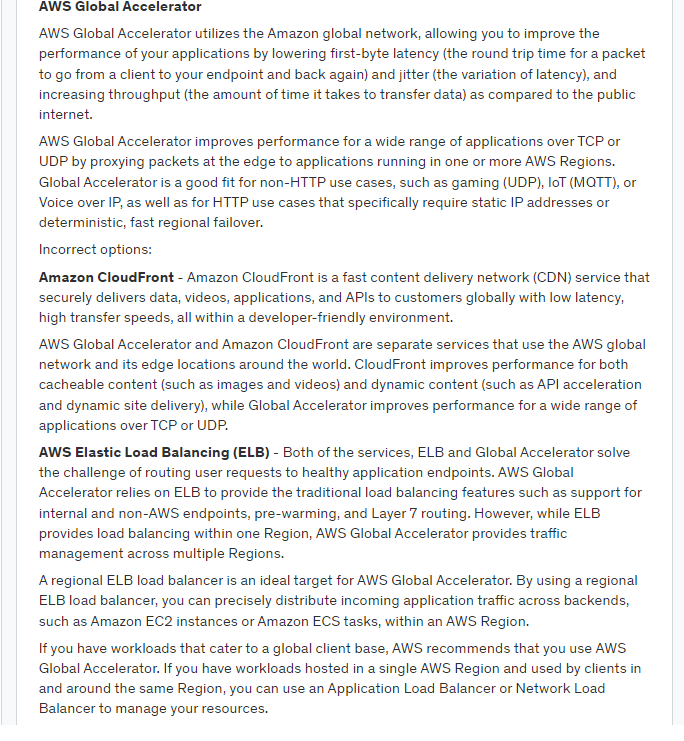 AWS Global Accelerator
AWS Global Accelerator utilizes the Amazon global network, allowing you to improve the
performance of your applications by lowering first-byte latency (the round trip time for a packet
to go from a client to your endpoint and back again) and jitter (the variation of latency), and
increasing throughput (the amount of time it takes to transfer data) as compared to the public
internet.
AWS Global Accelerator improves performance for a wide range of applications over TCP or
UDP by proxying packets at the edge to applications running in one or more AWS Regions.
Global Accelerator is a good fit for non-HTTP use cases, such as gaming (UDP), IoT (MQTT), or
Voice over IP, as well as for HTTP use cases that specifically require static IP addresses or
deterministic, fast regional failover.
Incorrect options:
Amazon CloudFront - Amazon CloudFront is a fast content delivery network (CDN) service that
securely delivers data, videos, applications, and APIs to customers globally with low latency,
high transfer speeds, all within a developer-friendly environment.
AWS Global Accelerator and Amazon CloudFront are separate services that use the AWS global
network and its edge locations around the world. CloudFront improves performance for both
cacheable content (such as images and videos) and dynamic content (such as API acceleration
and dynamic site delivery), while Global Accelerator improves performance for a wide range of
applications over TCP or UDP.
AWS Elastic Load Balancing (ELB) - Both of the services, ELB and Global Accelerator solve
the challenge of routing user requests to healthy application endpoints. AWS Global
Accelerator relies on ELB to provide the traditional load balancing features such as support for
internal and non-AWS endpoints, pre-warming, and Layer 7 routing. However, while ELB
provides load balancing within one Region, AWS Global Accelerator provides traffic
management across multiple Regions.
A regional ELB load balancer is an ideal target for AWS Global Accelerator. By using a regional
ELB load balancer, you can precisely distribute incoming application traffic across backends,
such as Amazon EC2 instances or Amazon ECS tasks, within an AWS Region.
If you have workloads that cater to a global client base, AWS recommends that you use AWS
Global Accelerator. If you have workloads hosted in a single AWS Region and used by clients in
and around the same Region, you can use an Application Load Balancer or Network Load
Balancer to manage your resources.